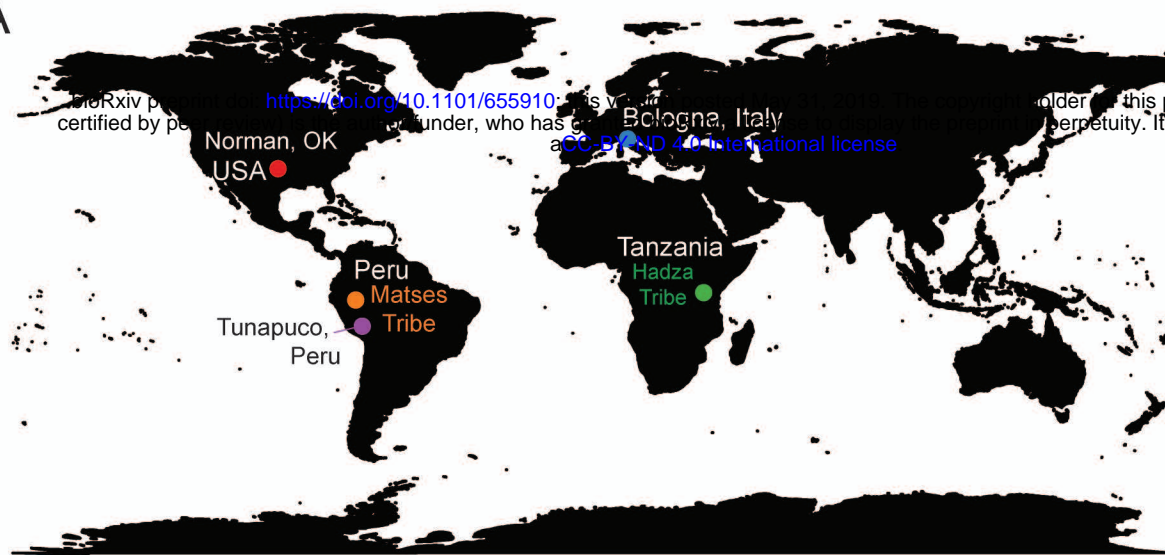 A
bioRxiv preprint doi: https://doi.org/10.1101/655910; this version posted May 31, 2019. The copyright holder for this p
certified by peer review) is the author/funder, who has granted license to display the preprint in perpetuity. It
aCC-BY-ND 4.0 International license
Bologna, Italy
Norman, OK
USA
Tanzania
Hadza
Tribe
Peru
Matses
Tribe
Tunapuco,
Peru